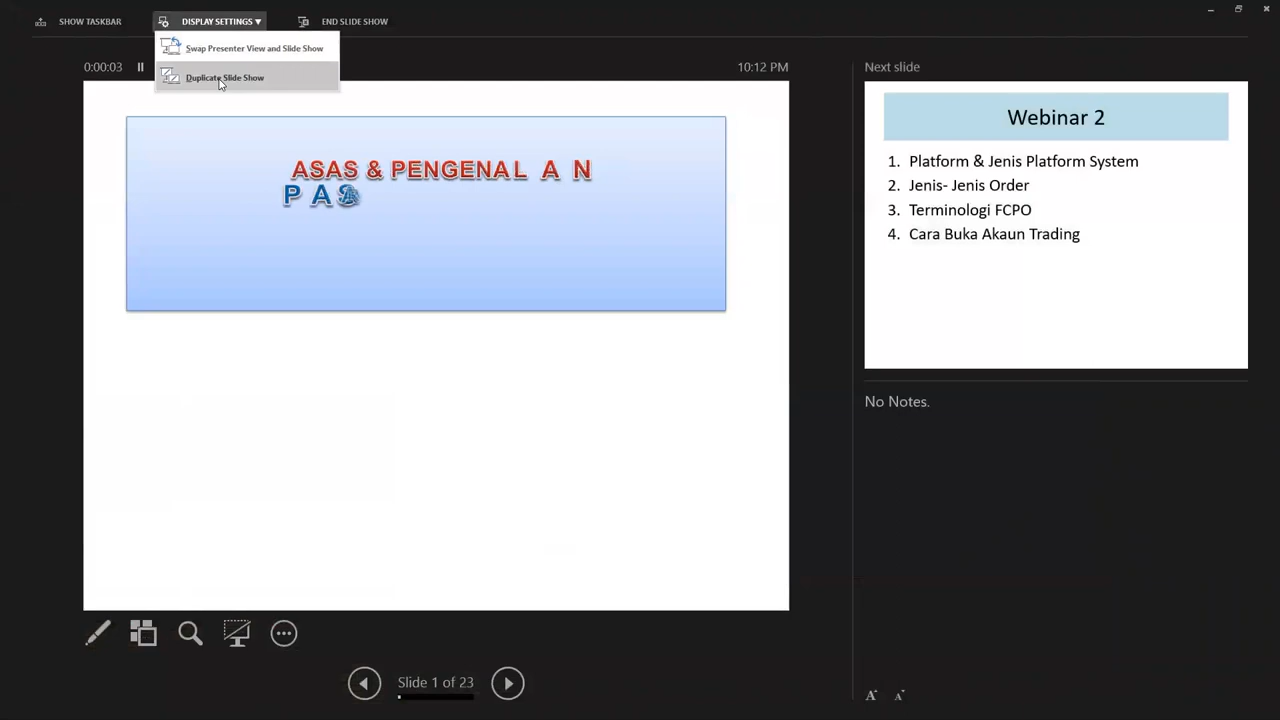 SHOW TASKBAR
DISPLAY SETTINGS ▼
END SLIDE SHOW
Swap Presenter View and Slide Show
Duplicate Slide Show
0:00:03
10:12 PM
ASAS & PENGENALAN
PAS
Next slide
Webinar 2
1. Platform & Jenis Platform System
2. Jenis- Jenis Order
3. Terminologi FCPO
4. Cara Buka Akaun Trading
No Notes.
Slide 1 of 23
A
A